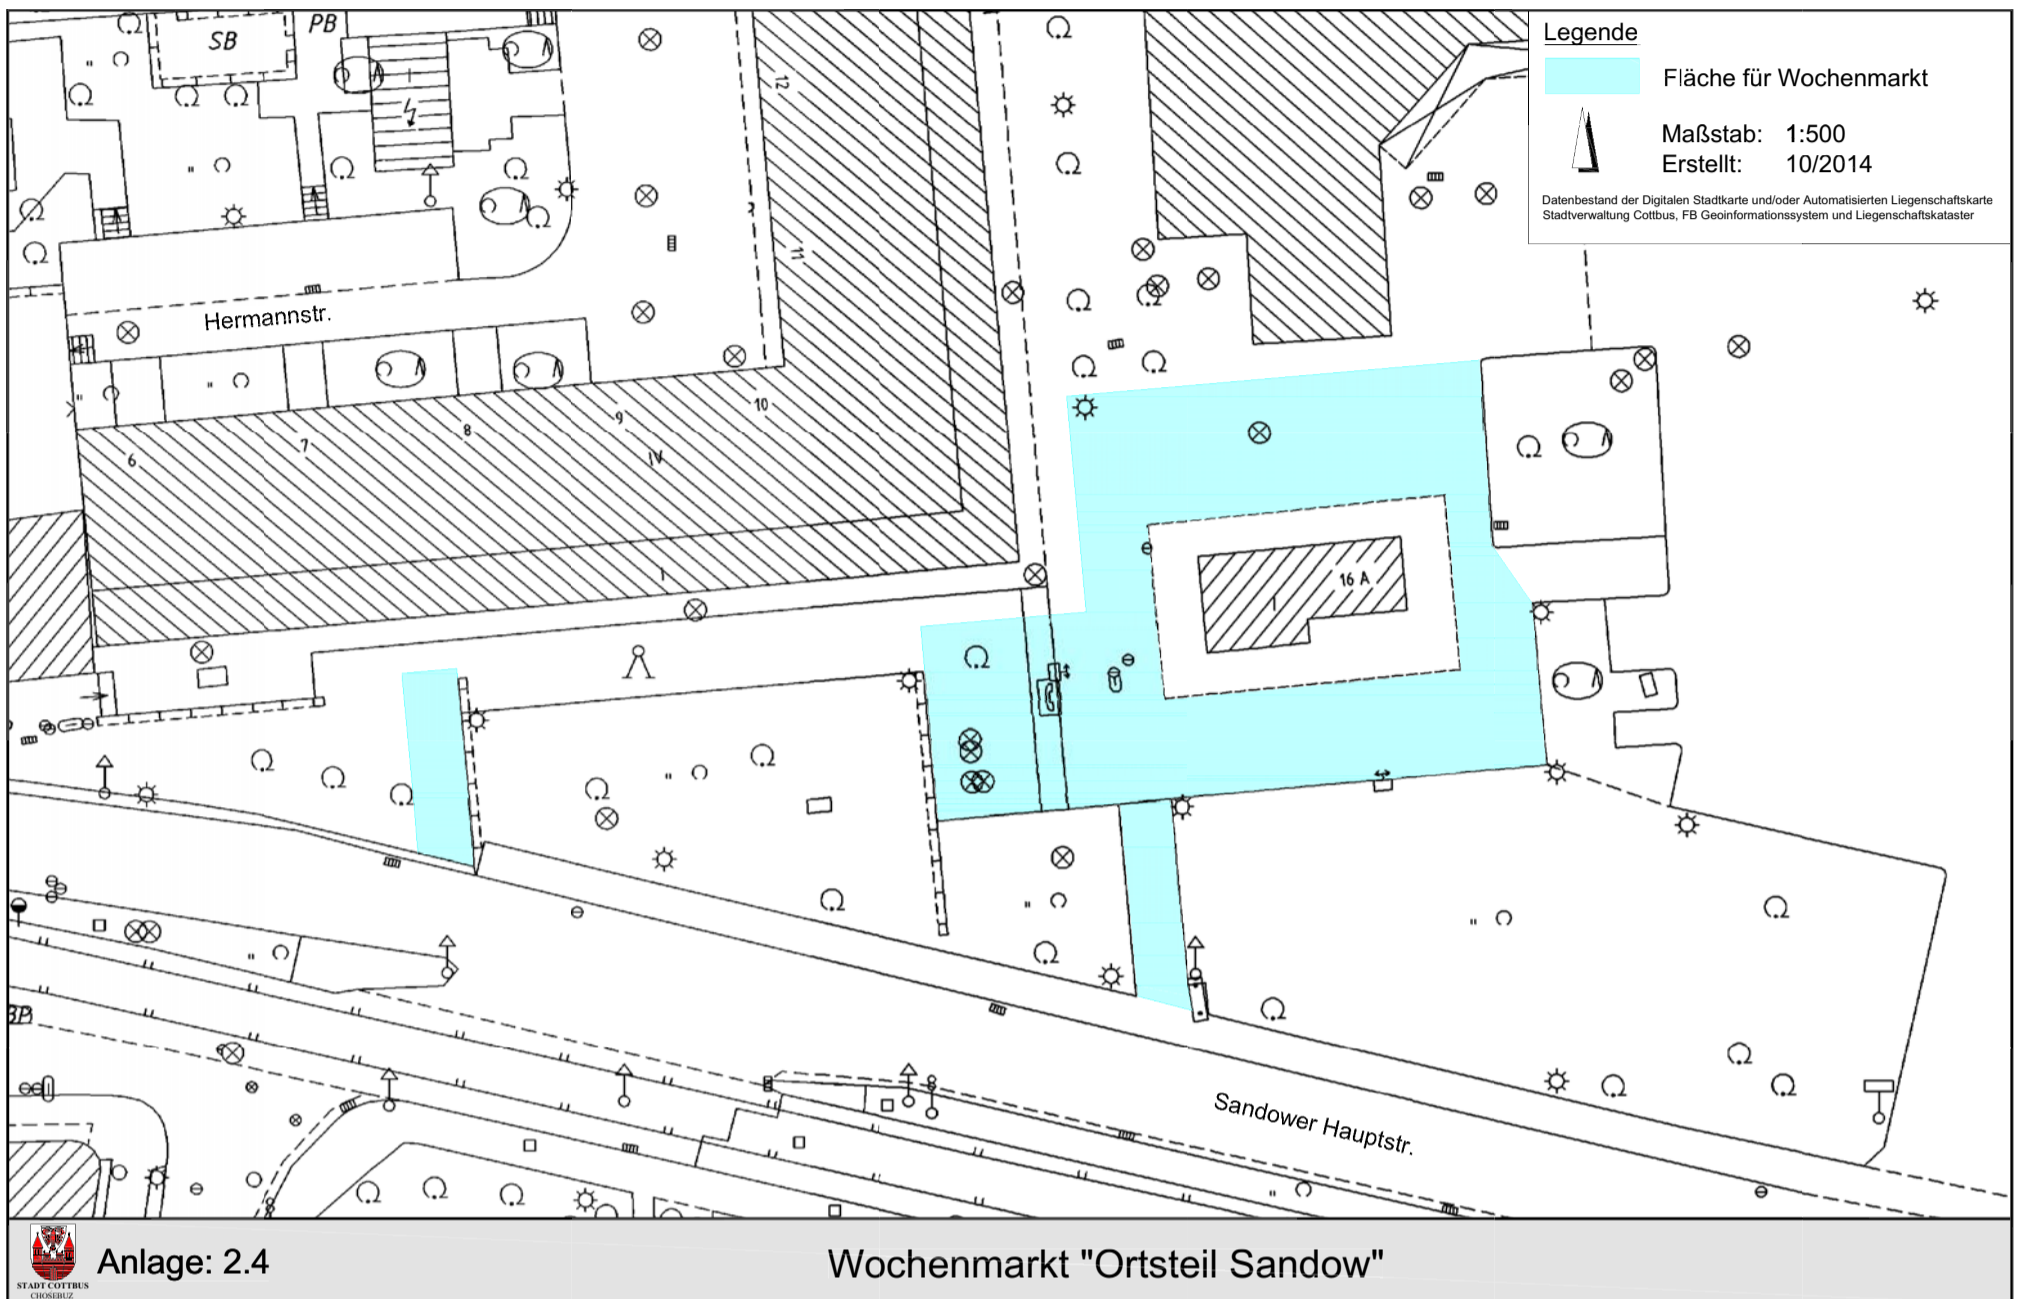 SB
PB
Legende
Fläche für Wochenmarkt
Maßstab: 1:500
Erstellt: 10/2014
Datenbestand der Digitalen Stadtkarte und/oder Automatisierten Liegenschaftskarte
Stadtverwaltung Cottbus, FB Geoinformationssystem und Liegenschaftskataster
12
11
Hermannstr.
10
9
8
7
6
IV
I
16 A
I
BP
Sandower Hauptstr.
STADT COTTBUS
CHOŚEBUZ
Anlage: 2.4
Wochenmarkt "Ortsteil Sandow"